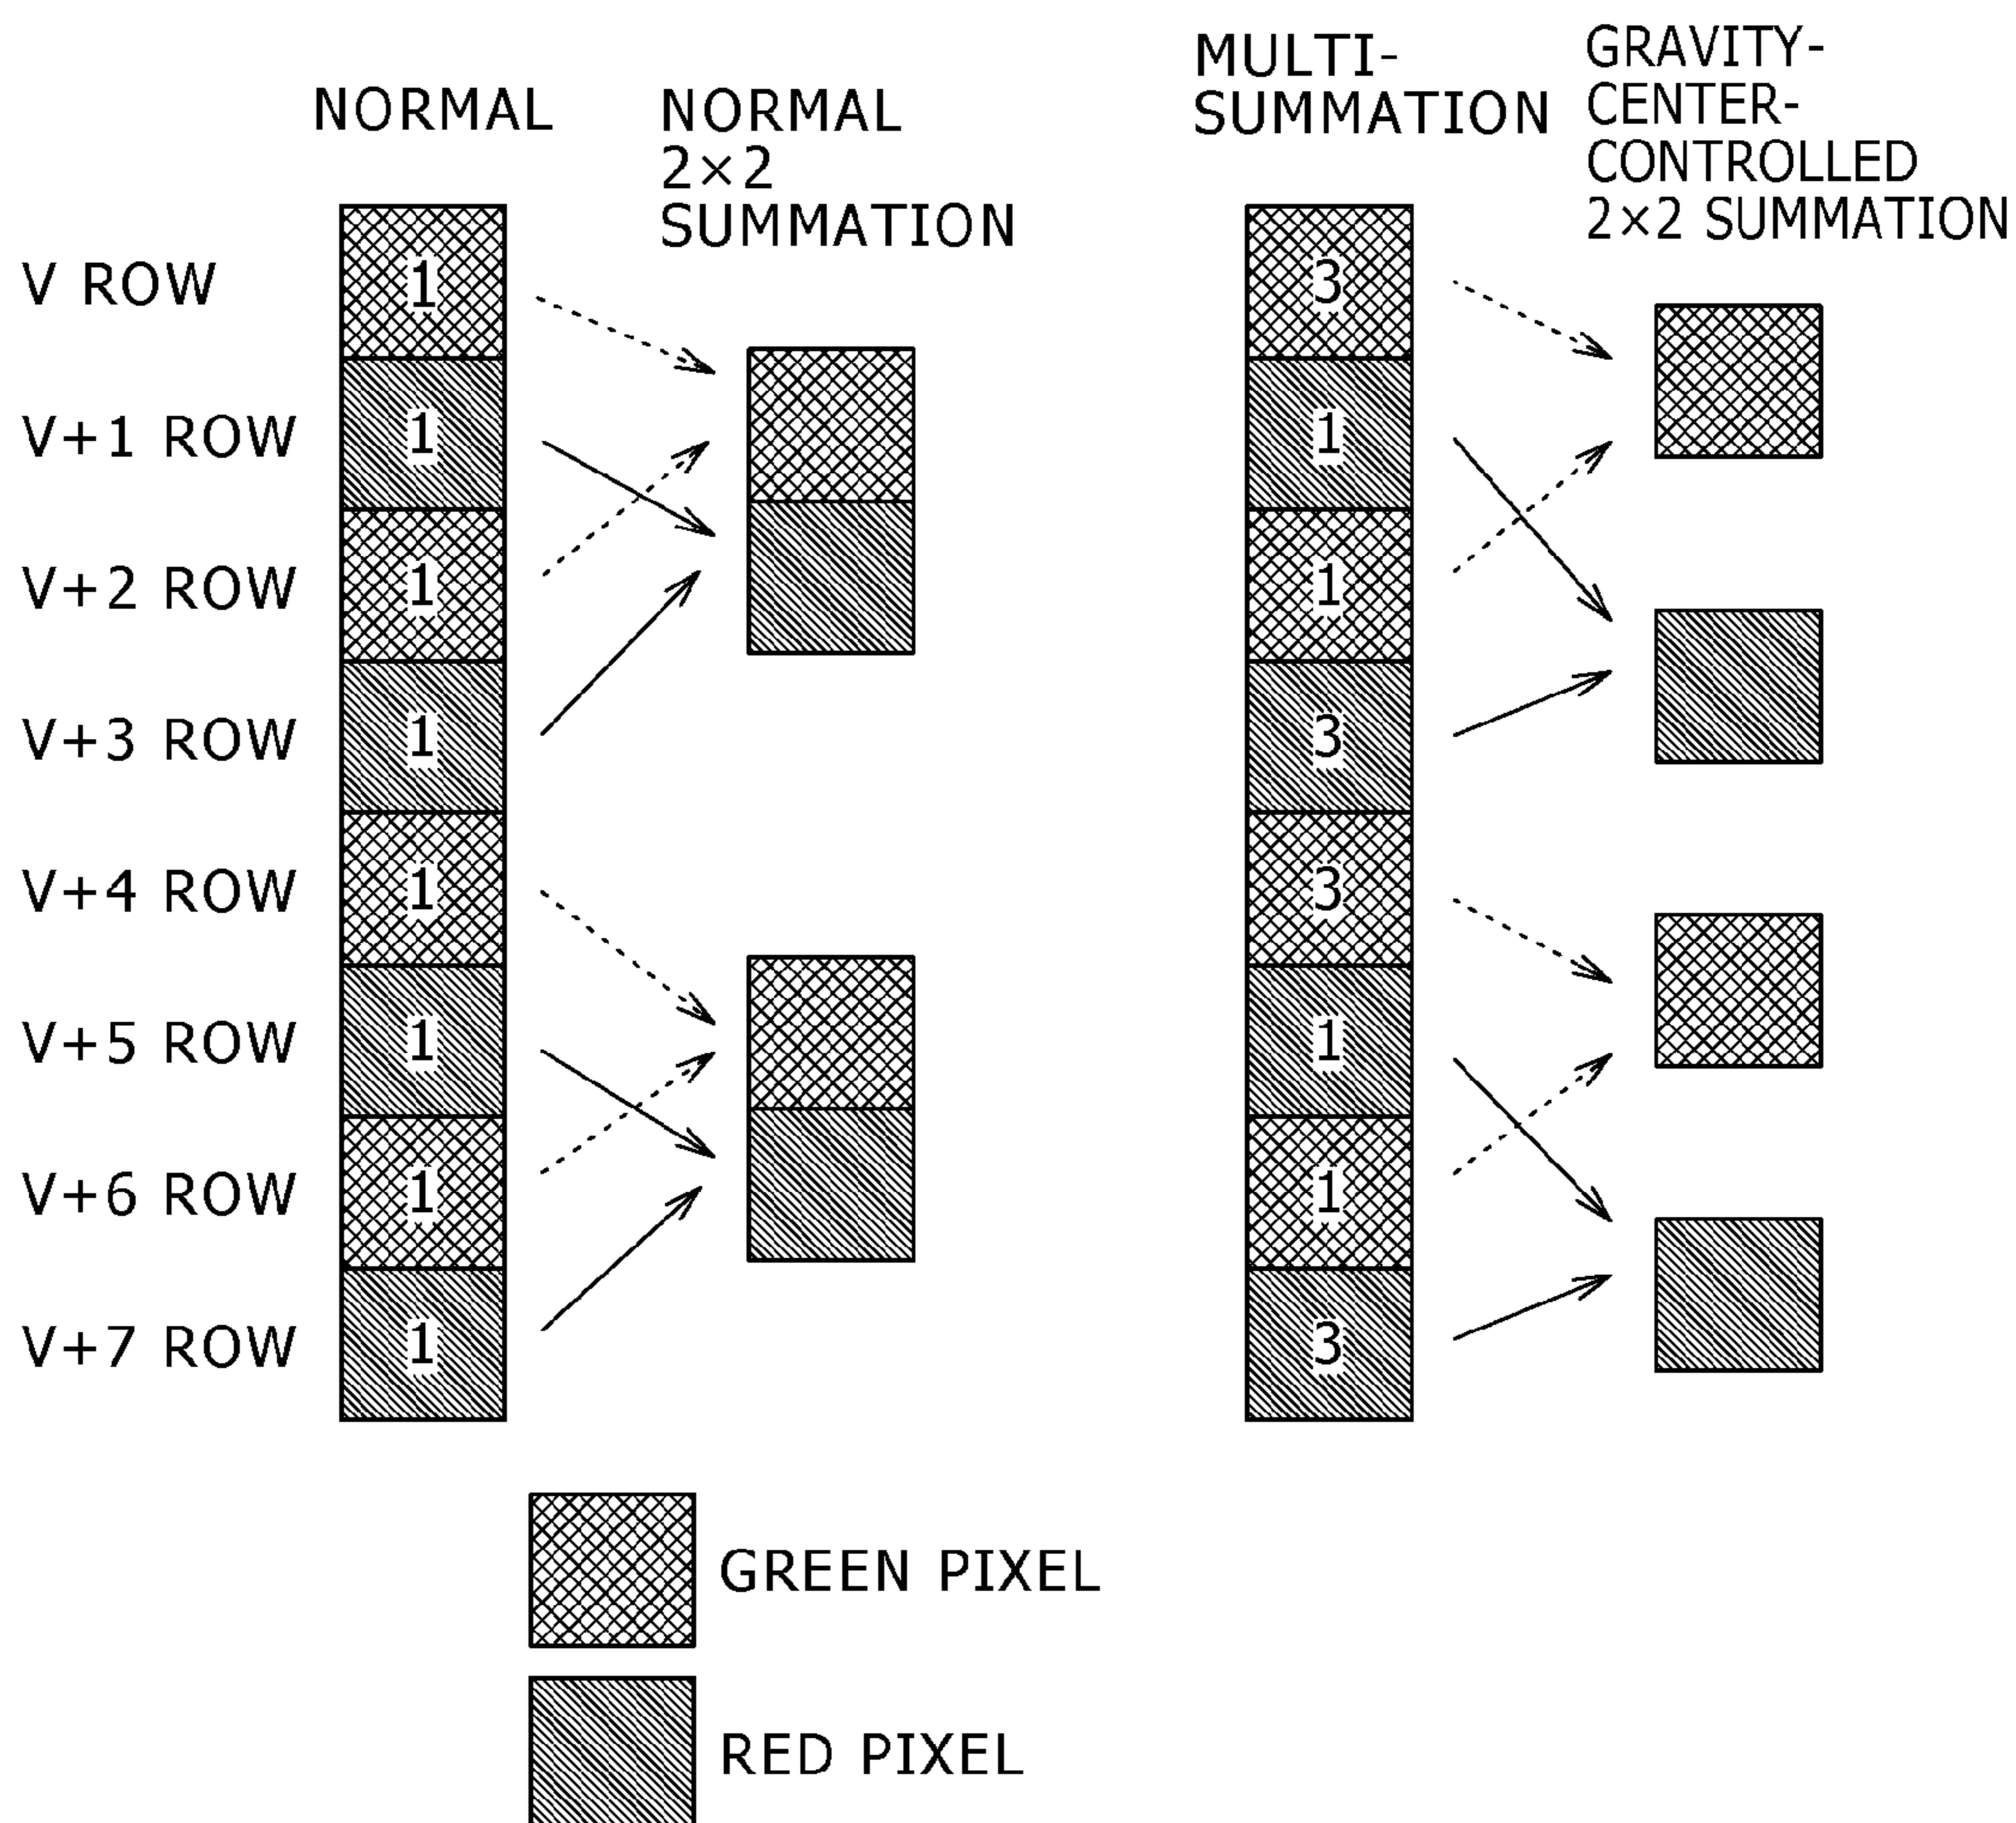 NORMAL
NORMAL
2×2
SUMMATION
MULTI-
SUMMATION
GRAVITY-
CENTER-
CONTROLLED
2×2 SUMMATION
V ROW 1 3
V+1 ROW 1 1
V+2 ROW 1 1
V+3 ROW 1 3
V+4 ROW 1 3
V+5 ROW 1 1
V+6 ROW 1 1
V+7 ROW 1 3
GREEN PIXEL
RED PIXEL